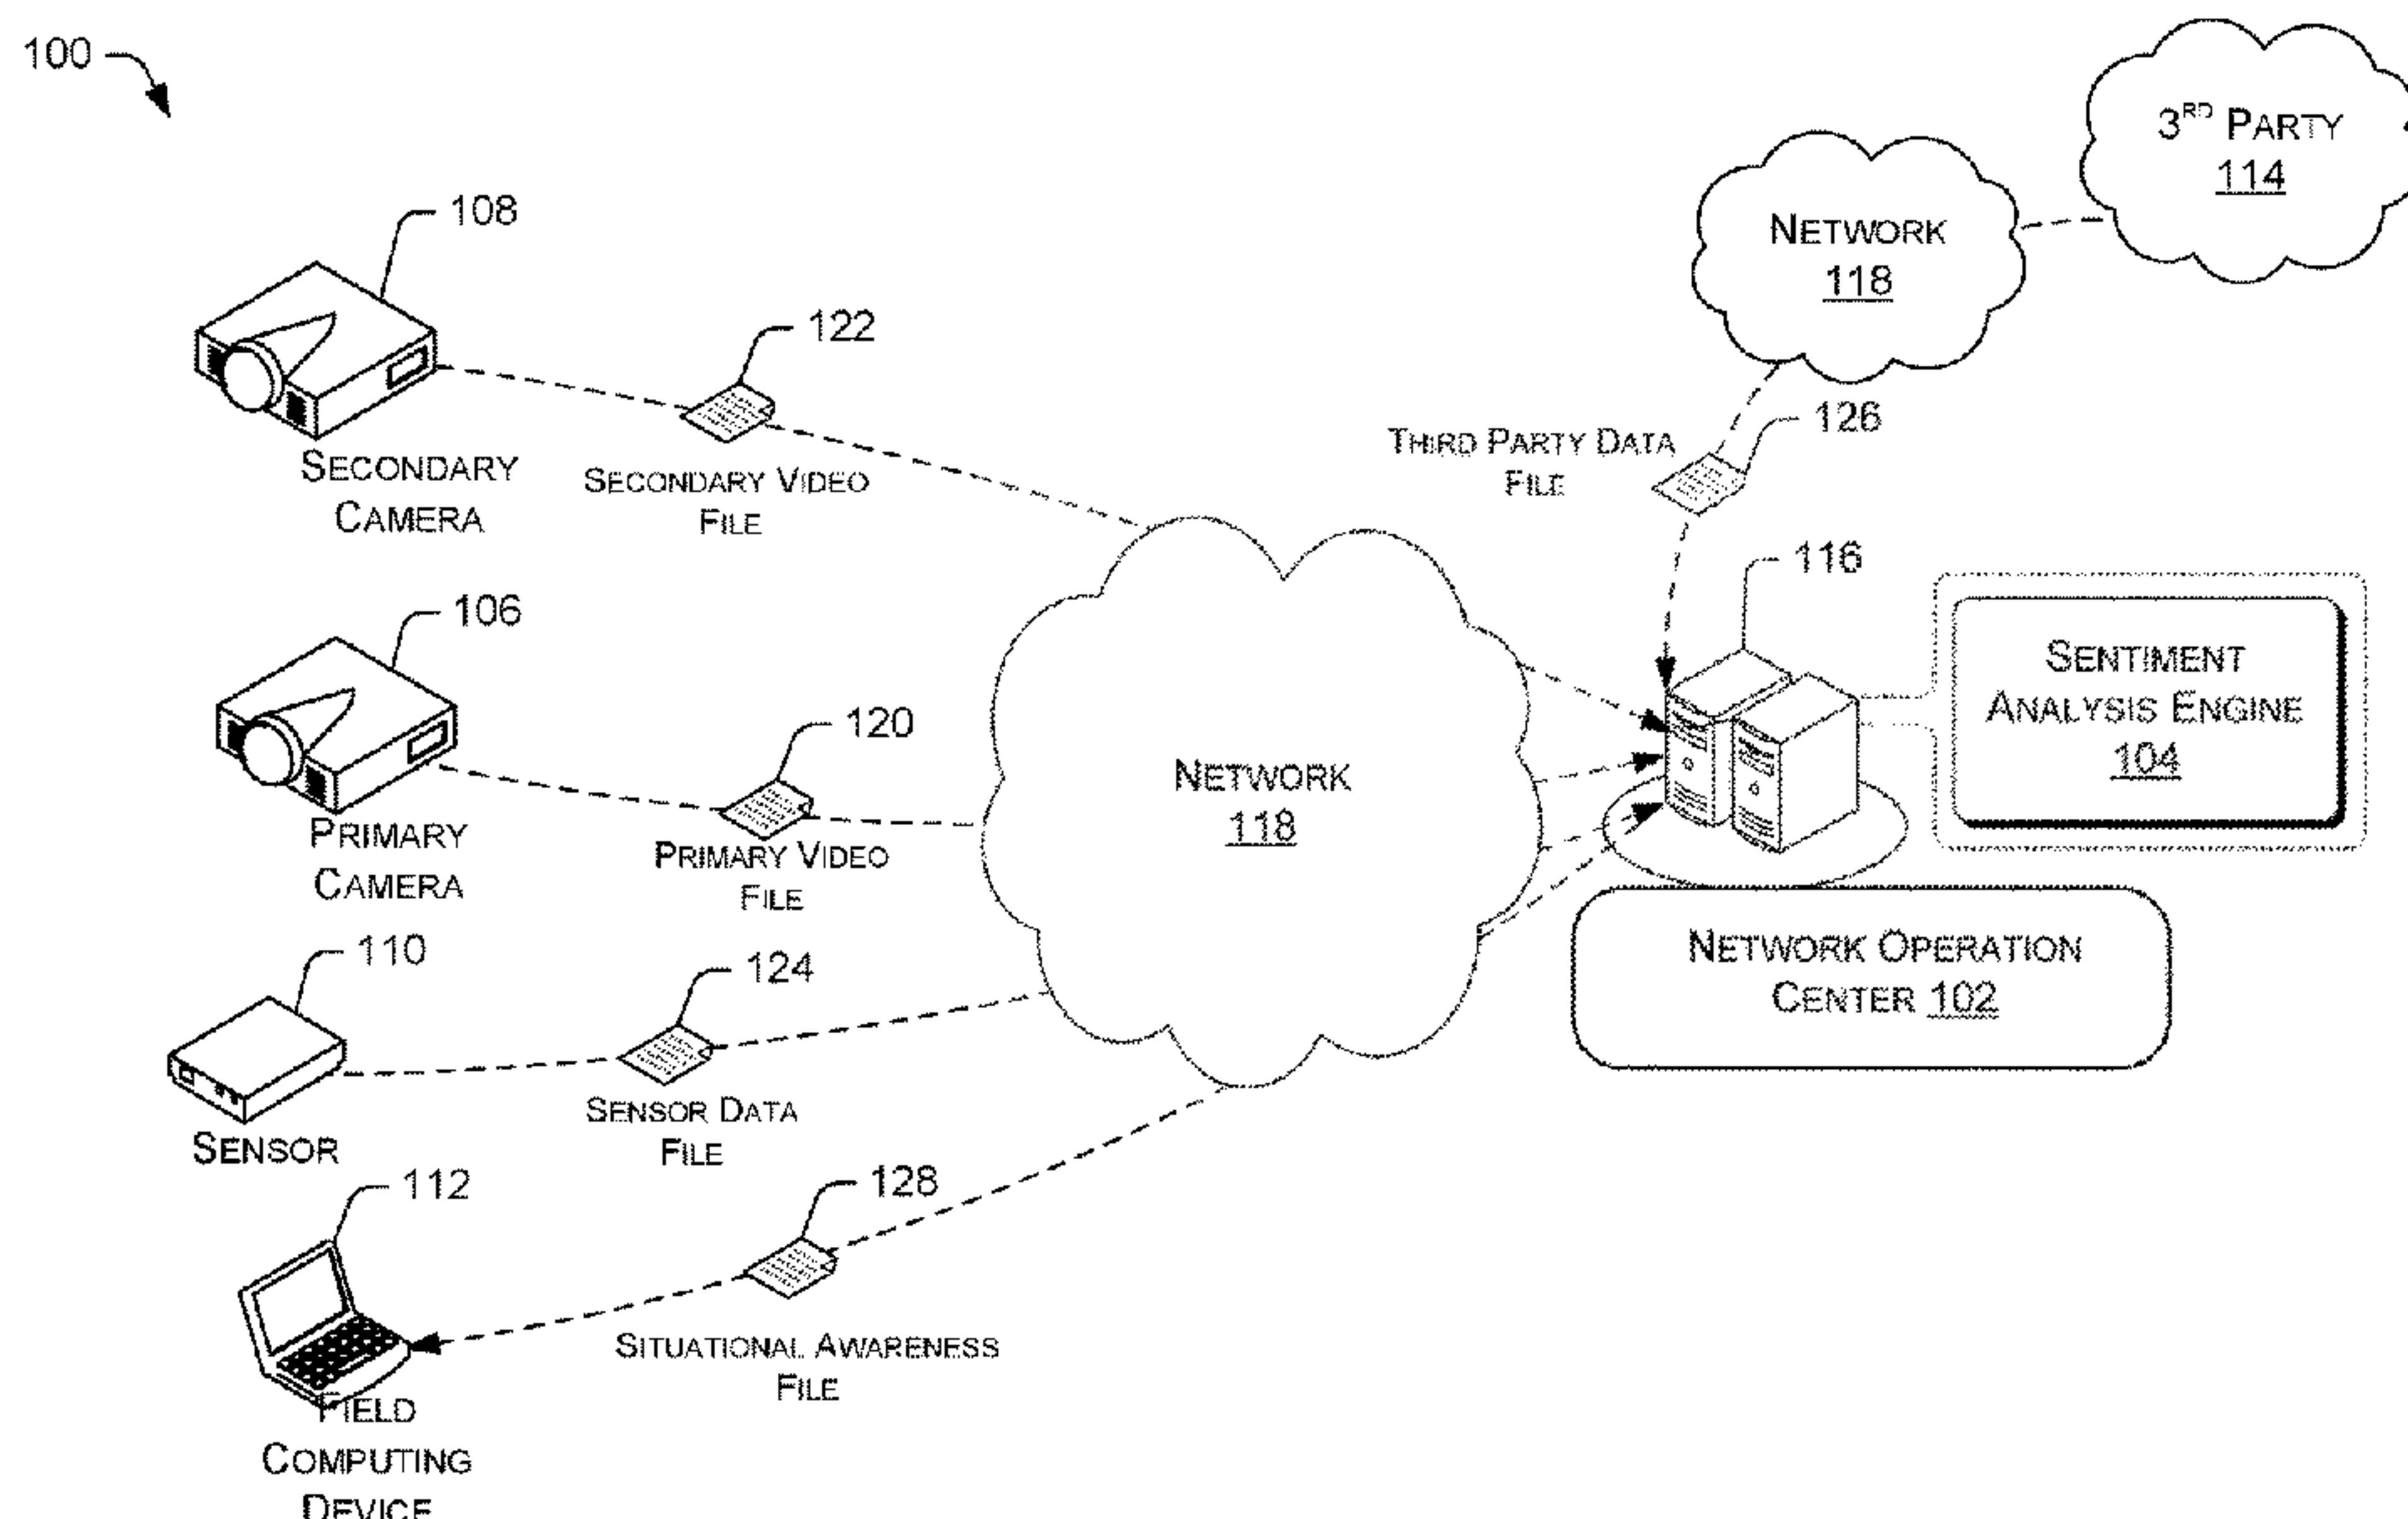 100
3RD PARTY
114
NETWORK
118
108
122
SECONDARY
CAMERA
SECONDARY VIDEO
FILE
THIRD PARTY DATA
FILE
126
116
106
120
PRIMARY
CAMERA
PRIMARY VIDEO
FILE
NETWORK
118
SENTIMENT
ANALYSIS ENGINE
104
NETWORK OPERATION
CENTER 102
110
124
SENSOR
SENSOR DATA
FILE
112
128
FIELD
COMPUTING
DEVICE
SITUATIONAL AWARENESS
FILE